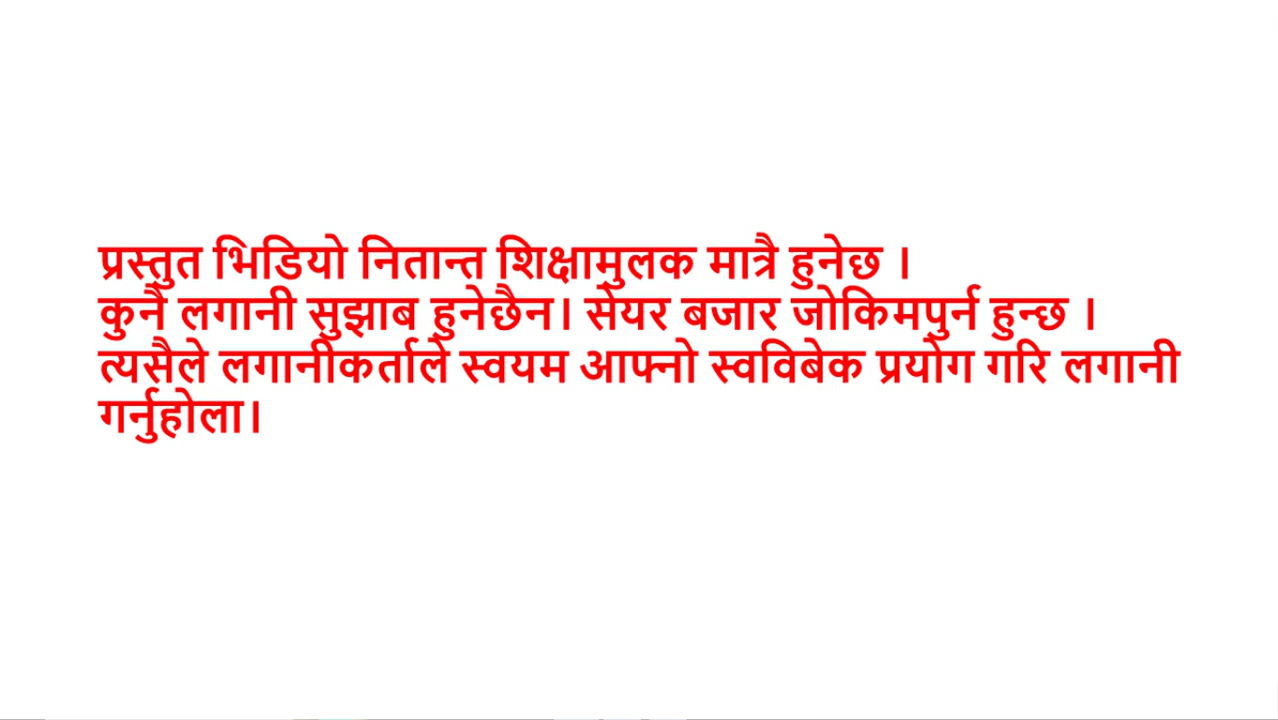 प्रस्तुत भिडियो नितान्त शिक्षामुलक मात्रै हुनेछ ।
कुनै लगानी सुझाब हुनेछैन। सेयर बजार जोकिमपुर्न हुन्छ ।
त्यसैले लगानीकर्ताले स्वयम आफ्नो स्वविबेक प्रयोग गरि लगानी
गर्नुहोला।